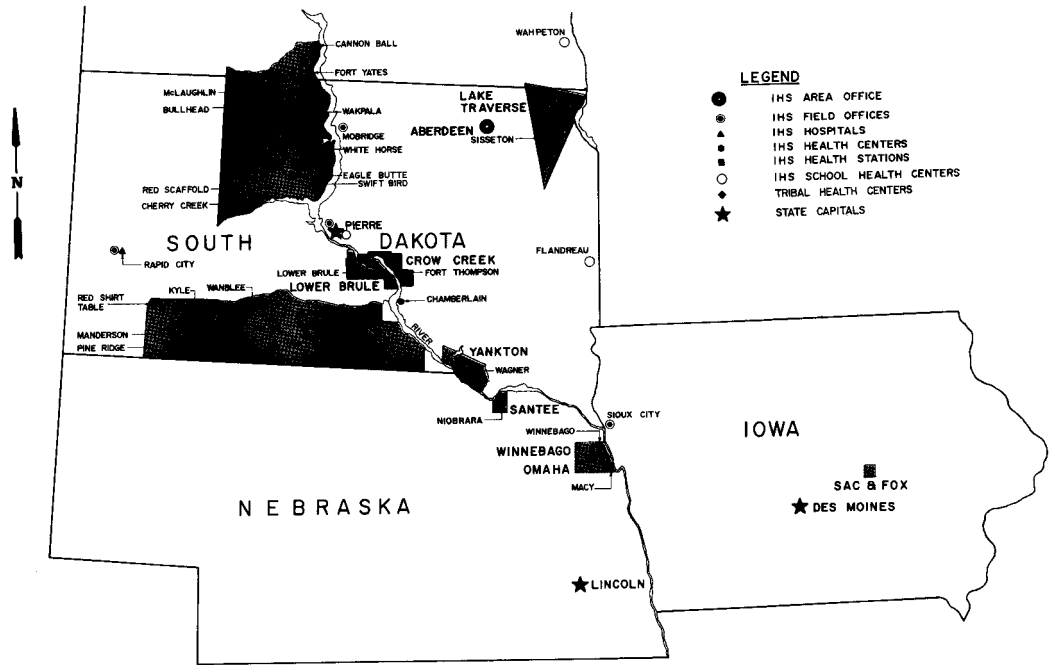 WAHPETON
CANNON BALL
FORT YATES
McLAUGHLIN
BULLHEAD
WAKPALA
MOBRIDGE
WHITE HORSE
EAGLE BUTTE
SWIFT BIRD
RED SCAFFOLD
CHERRY CREEK
LAKE
TRAVERSE
ABERDEEN
SISSETON
LEGEND
IHS AREA OFFICE
IHS FIELD OFFICES
IHS HOSPITALS
IHS HEALTH CENTERS
IHS HEALTH STATIONS
IHS SCHOOL HEALTH CENTERS
TRIBAL HEALTH CENTERS
STATE CAPITALS
N
PIERRE
SOUTH DAKOTA
RAPID CITY
CROW CREEK
LOWER BRULE
FORT THOMPSON
LOWER BRULE
FLANDREAU
CHAMBERLAIN
RED SHIRT
TABLE
KYLE
WANBLEE
MANDERSON
PINE RIDGE
RIVER
YANKTON
WAGNER
SANTEE
NIOBRARA
SIOUX CITY
WINNEBAGO
WINNEBAGO
OMAHA
MACY
IOWA
SAC & FOX
DES MOINES
NEBRASKA
LINCOLN